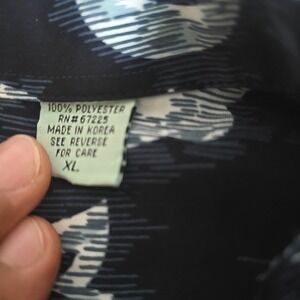 100% POLYESTER
RN# 67225
MADE IN KOREA
SEE REVERSE
FOR CARE
XL